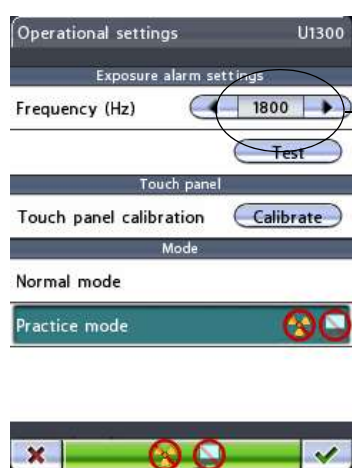 Operational settings U1300
Exposure alarm settings
Frequency (Hz) 1800
Test
Touch panel
Touch panel calibration Calibrate
Mode
Normal mode
Practice mode